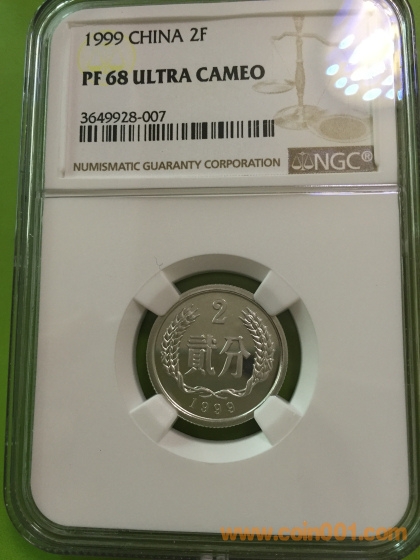 1999 CHINA 2F
PF 68 ULTRA CAMEO
3649928-007
NUMISMATIC GUARANTY CORPORATION NGC®
2
贰分
1999
www.coin001.com